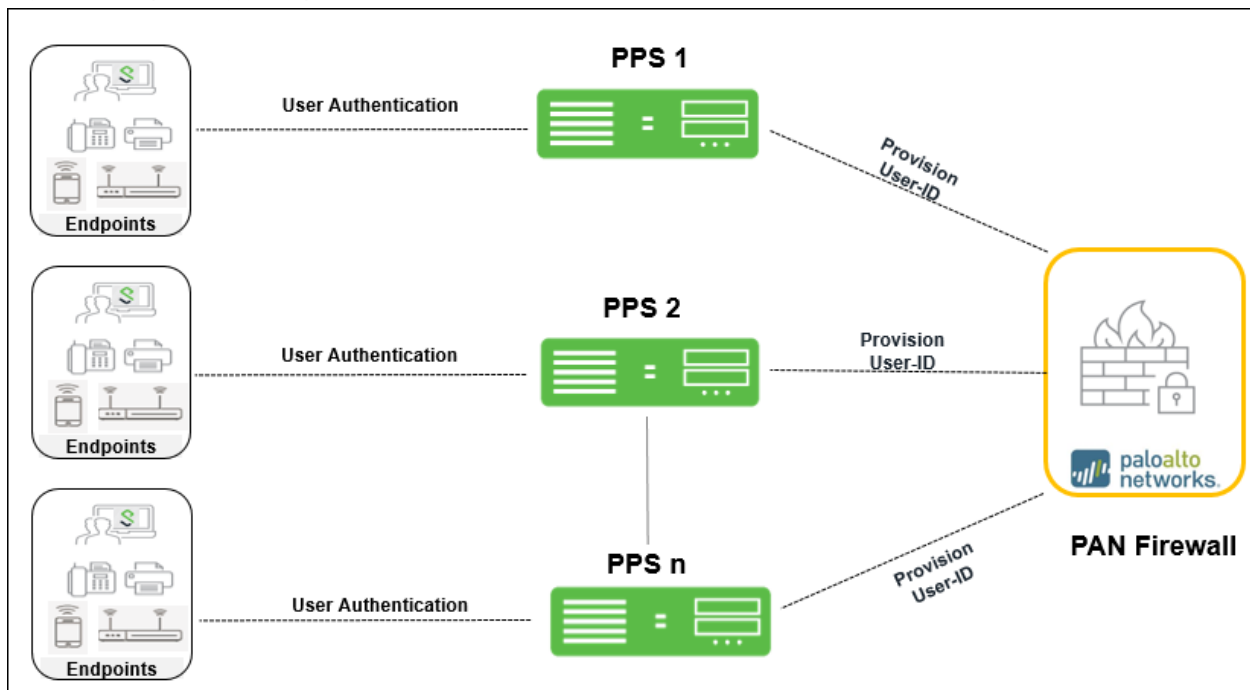 PPS 1
User Authentication
Provision
User-ID
Endpoints
PPS 2
User Authentication
Provision
User-ID
Endpoints
paloalto
networks.
PAN Firewall
PPS n
User Authentication
Provision
User-ID
Endpoints